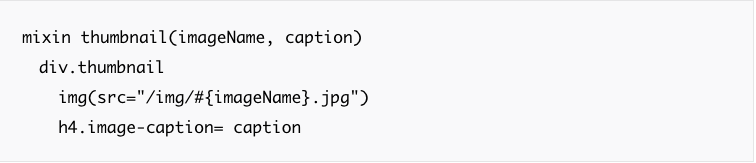 mixin thumbnail(imageName, caption)
  div.thumbnail
    img(src="/img/#{imageName}.jpg")
    h4.image-caption= caption